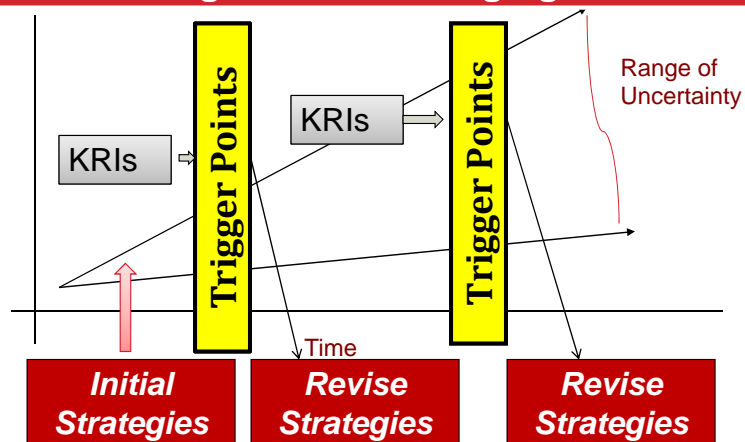 Range of
Uncertainty
KRIs
Trigger Points
KRIs
Trigger Points
Time
Initial
Strategies
Revise
Strategies
Revise
Strategies